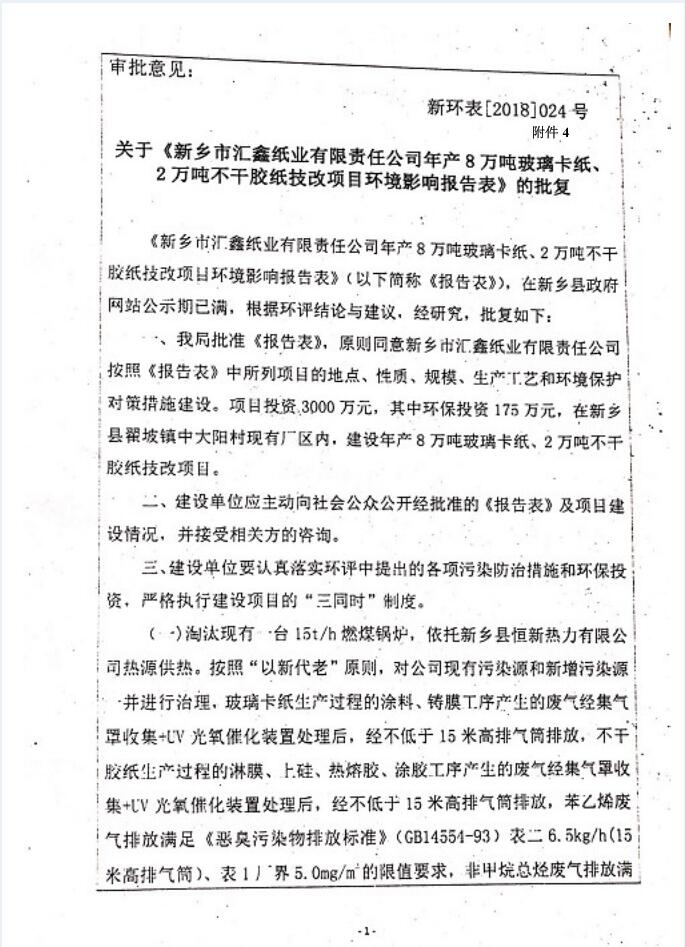 审批意见：
新环表[2018]024号
附件 4
关于《新乡市汇鑫纸业有限责任公司年产8万吨玻璃卡纸、
2万吨不干胶纸技改项目环境影响报告表》的批复
《新乡市汇鑫纸业有限责任公司年产8万吨玻璃卡纸、2万吨不干
胶纸技改项目环境影响报告表》（以下简称《报告表》），在新乡县政府
网站公示期已满，根据环评结论与建议，经研究，批复如下：
一、我局批准《报告表》，原则同意新乡市汇鑫纸业有限责任公司
按照《报告表》中所列项目的地点、性质、规模、生产工艺和环境保护
对策措施建设。项目投资3000万元，其中环保投资175万元，在新乡
县翟坡镇中大阳村现有厂区内，建设年产8万吨玻璃卡纸、2万吨不干
胶纸技改项目。
二、建设单位应主动向社会公众公开经批准的《报告表》及项目建
设情况，并接受相关方的咨询。
三、建设单位要认真落实环评中提出的各项污染防治措施和环保投
资，严格执行建设项目的“三同时”制度。
（一）淘汰现有一台15t/h燃煤锅炉，依托新乡县恒新热力有限公
司热源供热。按照“以新代老”原则，对公司现有污染源和新增污染源
一并进行治理，玻璃卡纸生产过程的涂料、铸膜工序产生的废气经集气
罩收集+UV光氧催化装置处理后，经不低于15米高排气筒排放，不干
胶纸生产过程的淋膜、上硅、热熔胶、涂胶工序产生的废气经集气罩收
集+UV光氧催化装置处理后，经不低于15米高排气筒排放，苯乙烯废
气排放满足《恶臭污染物排放标准》（GB14554-93）表二6.5kg/h(15
米高排气筒）、表1厂界5.0mg/m³的限值要求，非甲烷总烃废气排放满
-1-